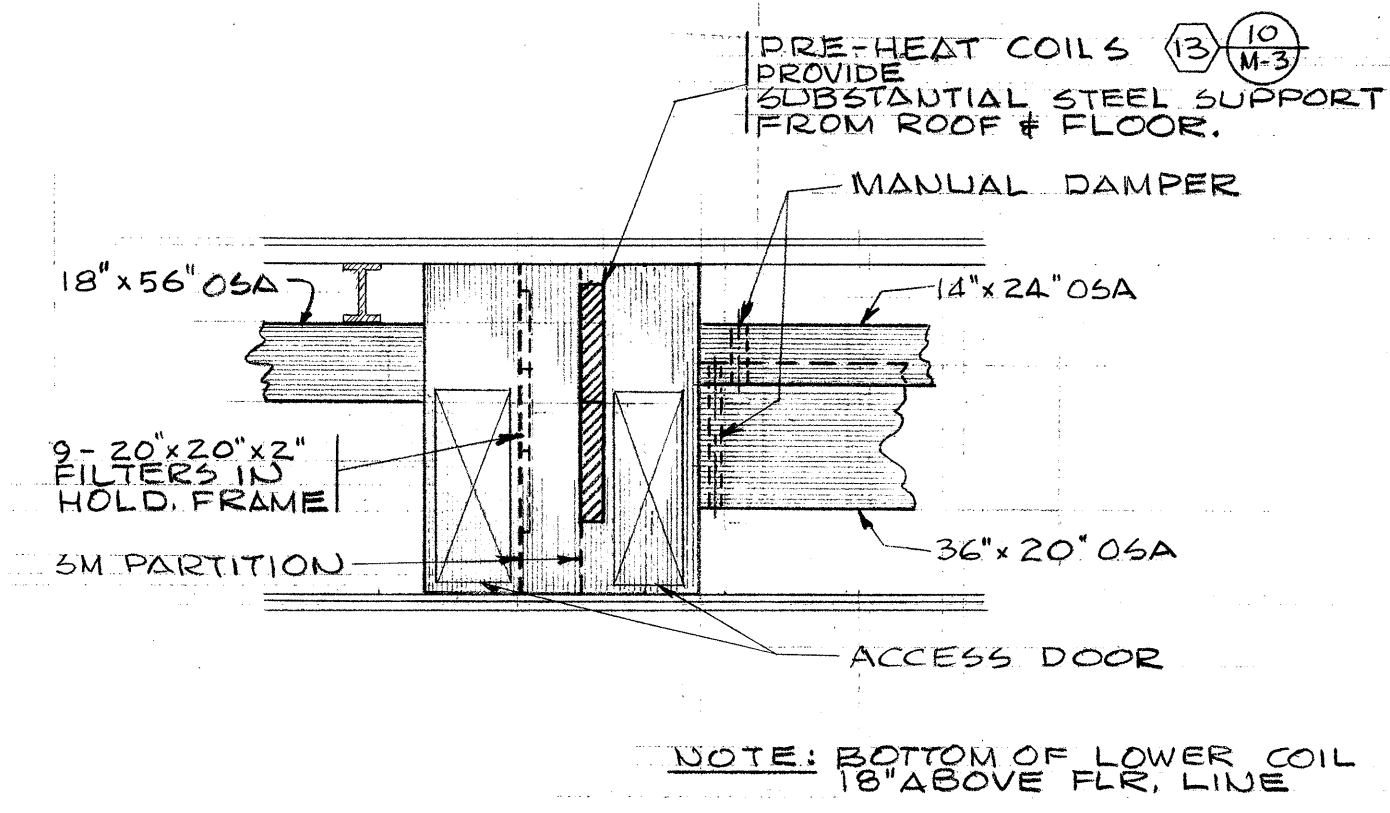 PRE-HEAT COILS 13 10 M-3
PROVIDE
SUBSTANTIAL STEEL SUPPORT
FROM ROOF & FLOOR.
MANUAL DAMPER
18"x56" OSA
14"x24" OSA
9-20"x20"x2"
FILTERS IN
HOLD. FRAME
SM PARTITION
36"x20" OSA
ACCESS DOOR
NOTE: BOTTOM OF LOWER COIL
18" ABOVE FLR. LINE